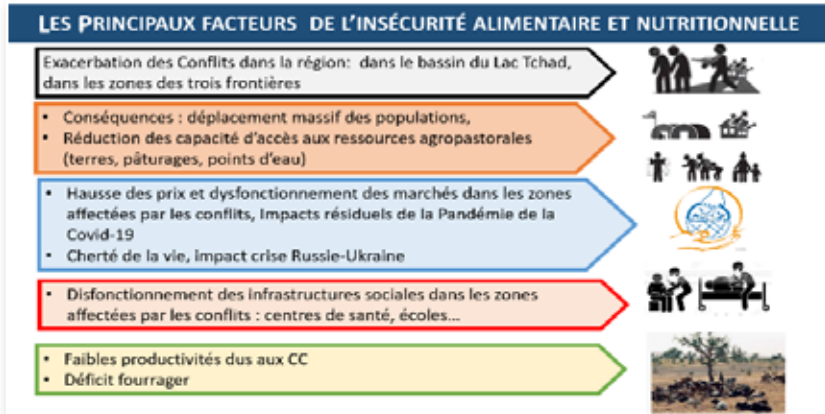 LES PRINCIPAUX FACTEURS DE L'INSÉCURITÉ ALIMENTAIRE ET NUTRITIONNELLE
Exacerbation des Conflits dans la région: dans le bassin du Lac Tchad,
dans les zones des trois frontières
• Conséquences : déplacement massif des populations,
• Réduction des capacité d'accès aux ressources agropastorales
(terres, pâturages, points d'eau)
• Hausse des prix et dysfonctionnement des marchés dans les zones
affectées par les conflits, Impacts résiduels de la Pandémie de la
Covid-19
• Cherté de la vie, impact crise Russie-Ukraine
• Disfonctionnement des infrastructures sociales dans les zones
affectées par les conflits : centres de santé, écoles...
• Faibles productivités dus aux CC
• Déficit fourrager